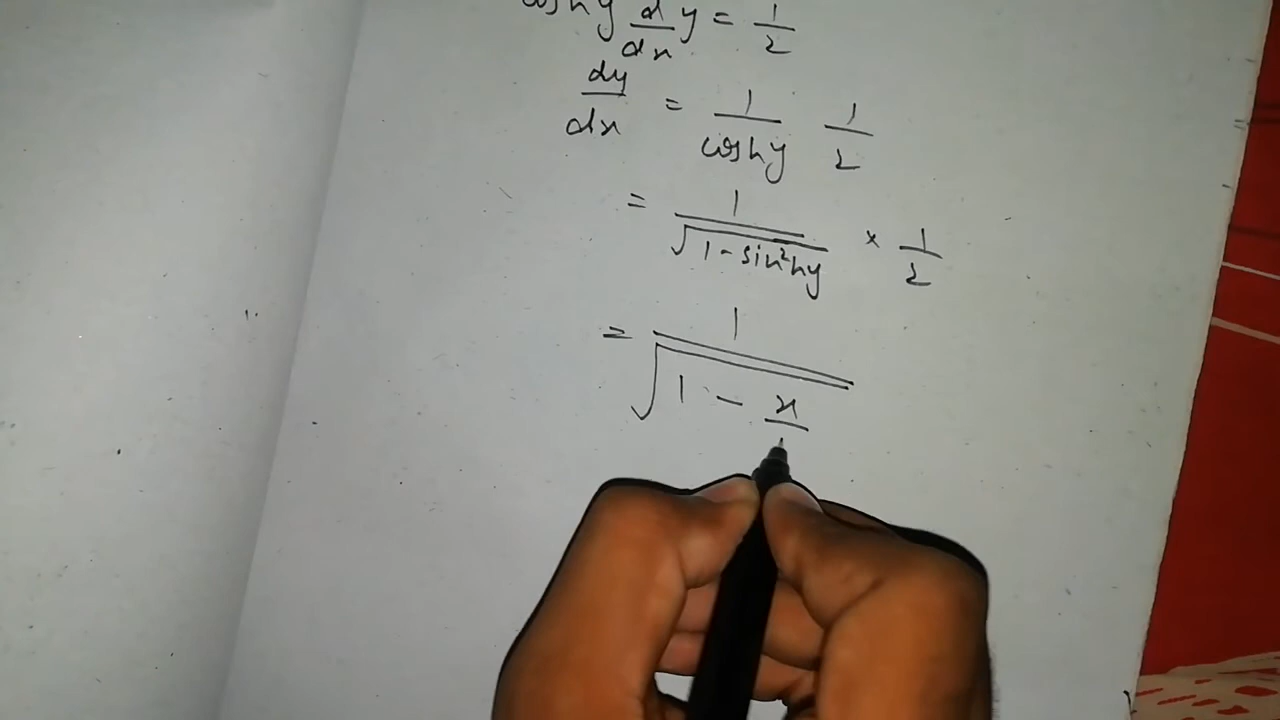 cosh y d/dx y = 1/2
dy/dx = 1/cosh y 1/2
= 1/√(1 - sin²hy) × 1/2
= 1/√(1 - x/